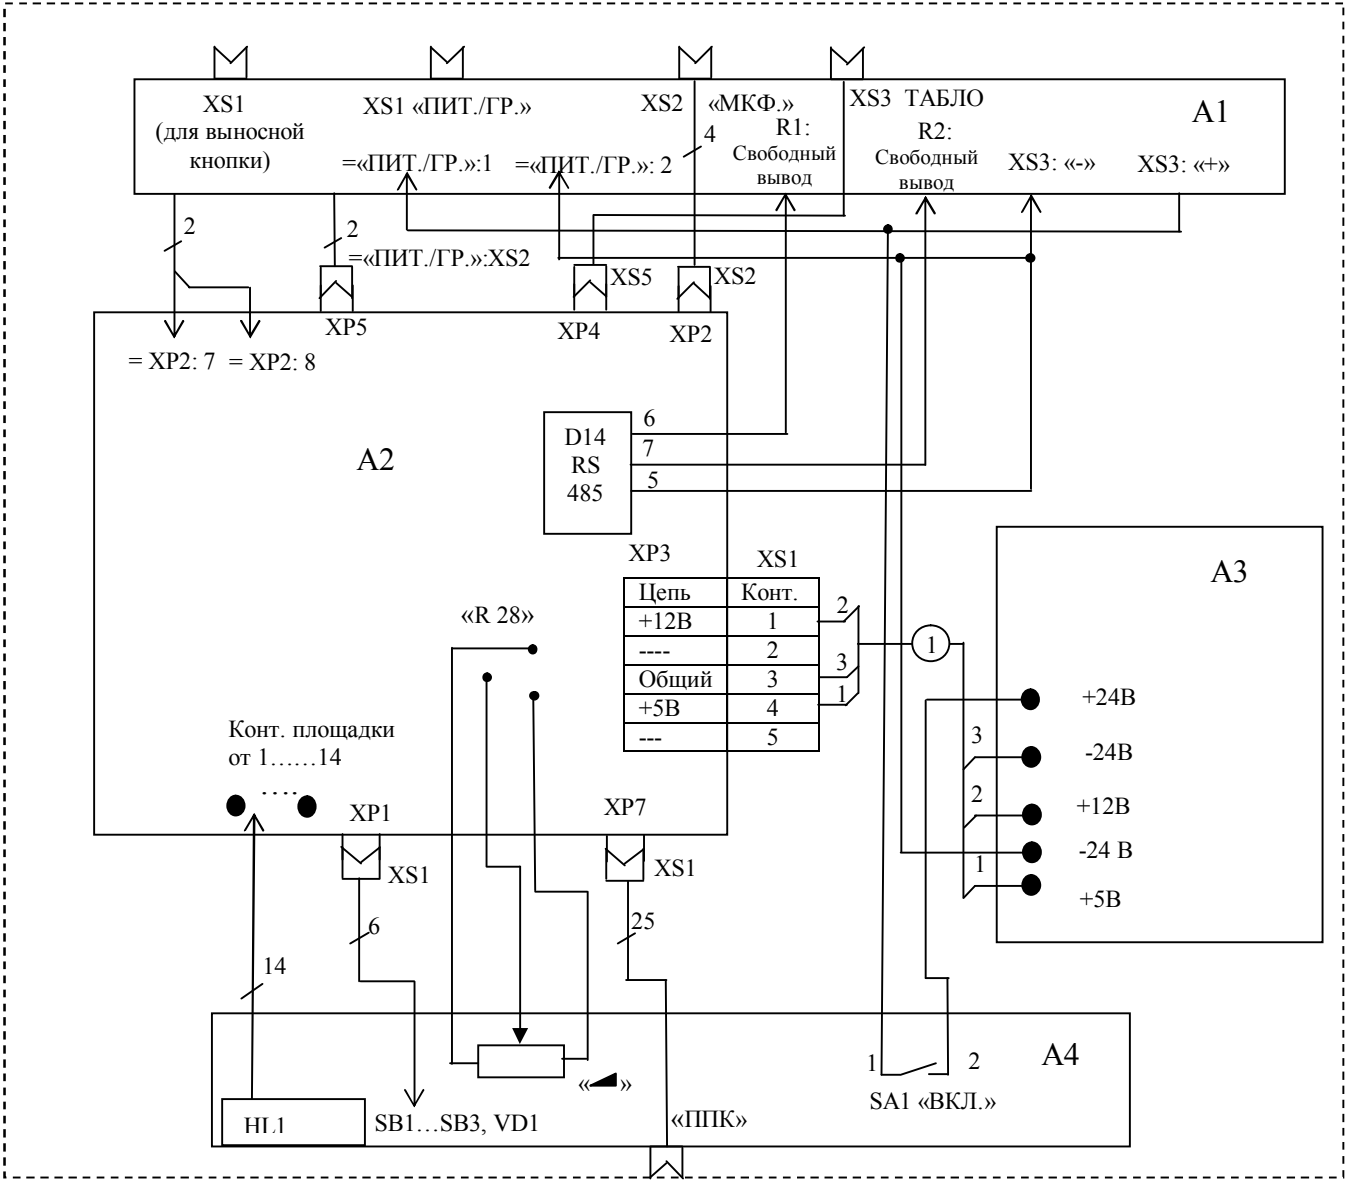 XS1
(для выносной
кнопки)
XS1 «ПИТ./ГР.»
XS2 «МКФ.»
XS3 ТАБЛО
А1
R1:
Свободный
вывод
R2:
Свободный
вывод
4
=«ПИТ./ГР.»:1
=«ПИТ./ГР.»: 2
XS3: «-»
XS3: «+»
2
2
=«ПИТ./ГР.»:XS2
XS5
XS2
XP5
XP4
XP2
= XP2: 7
= XP2: 8
А2
D14
RS
485
6
7
5
XP3
XS1
А3
Цепь Конт.
+12В 1
---- 2
Общий 3
+5В 4
--- 5
2
3
1
1
«R 28»
+24В
3
-24В
2
+12В
-24 В
1
+5В
Конт. площадки
от 1……14
....
XP1
XP7
XS1
XS1
6
25
14
А4
1
2
SA1 «ВКЛ.»
«◢»
HL1
SB1…SB3, VD1
«ППК»